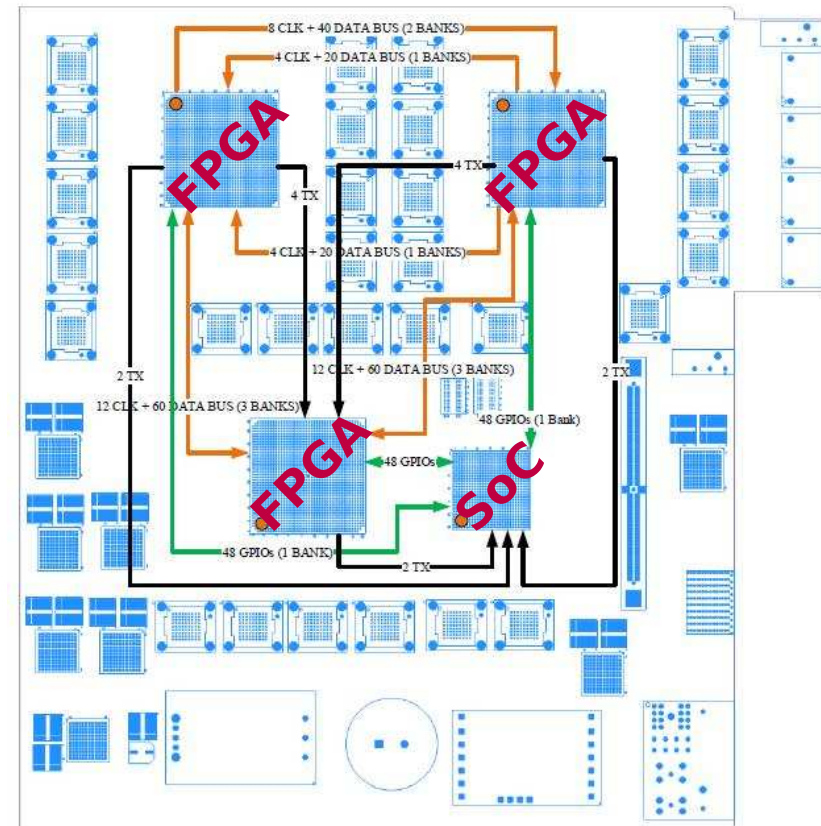 8 CLK + 40 DATA BUS (2 BANKS)
4 CLK + 20 DATA BUS (1 BANKS)
FPGA
FPGA
4 TX
4 TX
4 CLK + 20 DATA BUS (1 BANKS)
2 TX
12 CLK + 60 DATA BUS (3 BANKS)
2 TX
12 CLK + 60 DATA BUS (3 BANKS)
48 GPIOs (1 Bank)
FPGA
48 GPIOs
SoC
48 GPIOs (1 BANK)
2 TX